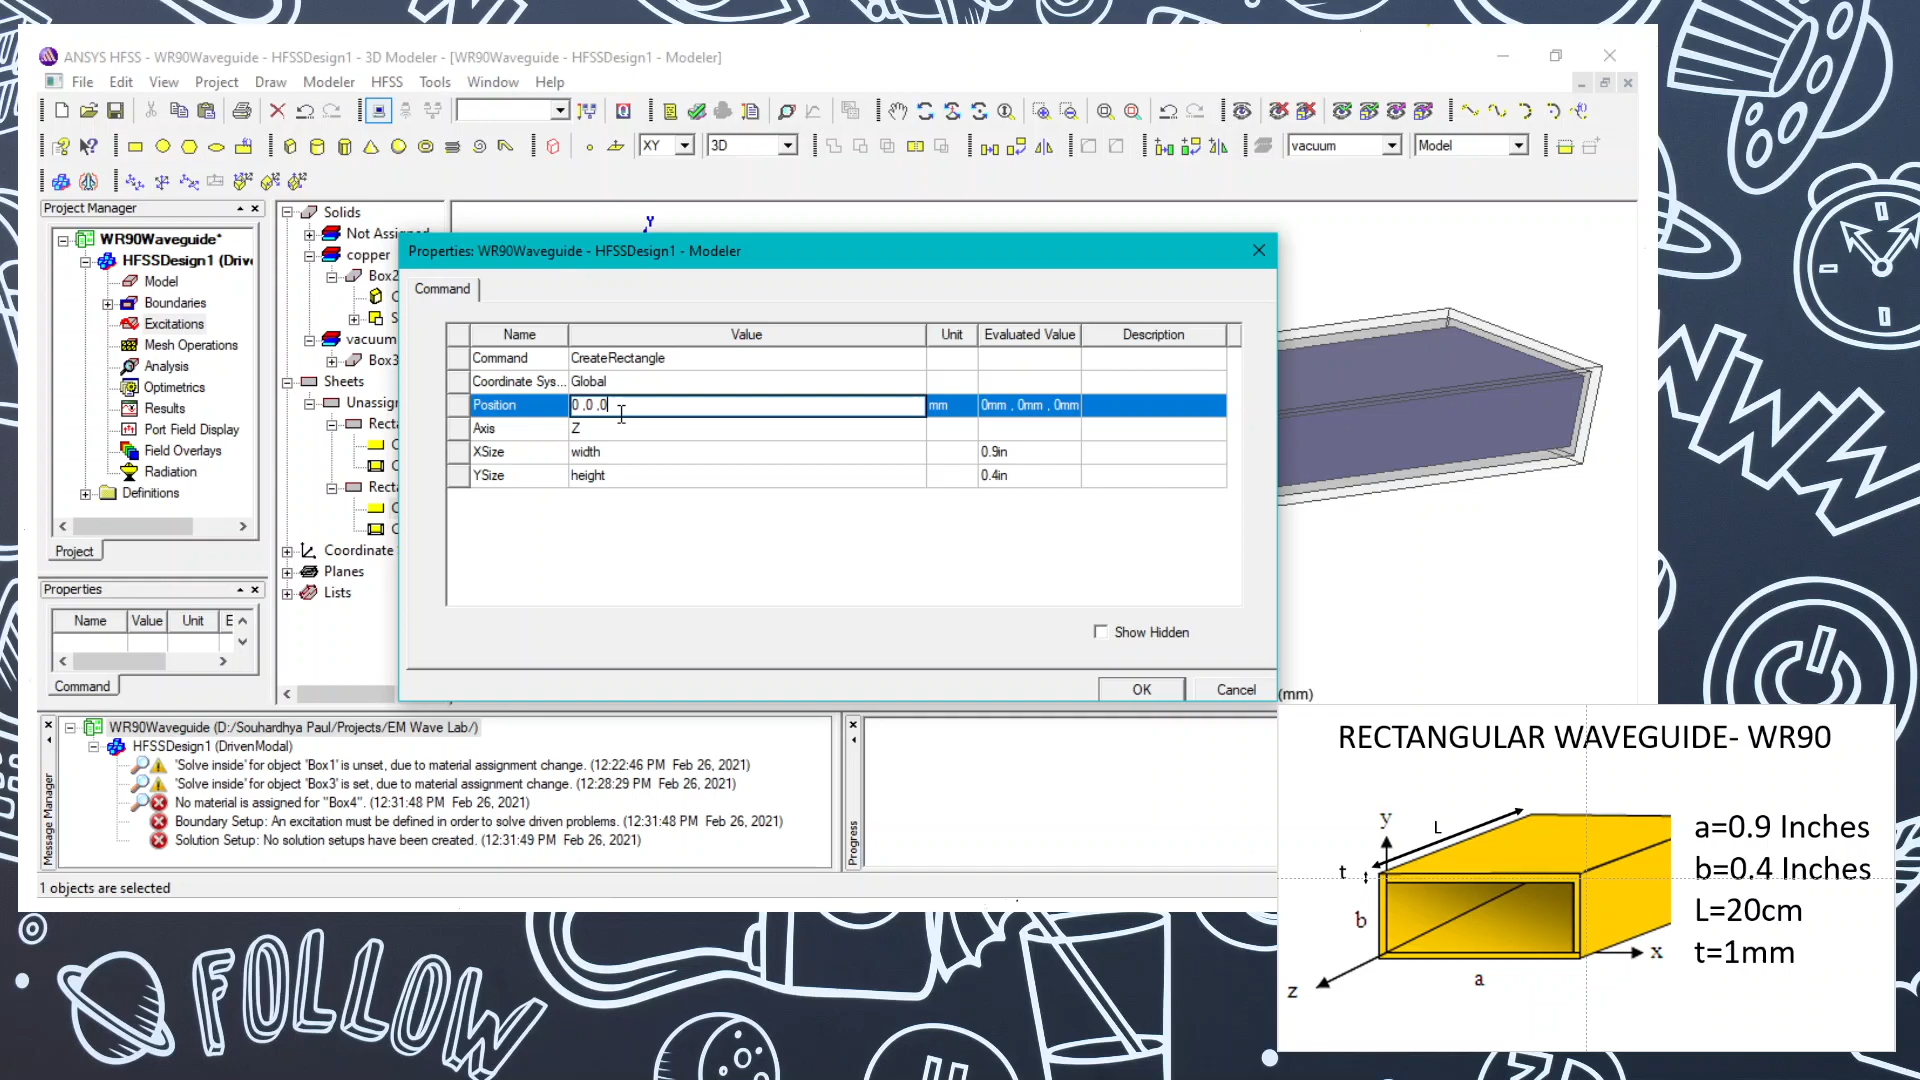 ANSYS HFSS - WR90Waveguide - HFSSDesign1 - 3D Modeler - [WR90Waveguide - HFSSDesign1 - Modeler]
File Edit View Project Draw Modeler HFSS Tools Window Help
XY 3D vacuum Model
Project Manager
WR90Waveguide*
HFSSDesign1 (Drive
Model
Boundaries
Excitations
Mesh Operations
Analysis
Optimetrics
Results
Port Field Display
Field Overlays
Radiation
Definitions
Project
Properties
Name Value Unit E
Command
Solids
Not Assigne
copper
Box2
C
S
vacuum
Box3
Sheets
Unassig
Recta
C
C
Recta
C
C
Coordinate
Planes
Lists
Y
Properties: WR90Waveguide - HFSSDesign1 - Modeler
Command
Name Value Unit Evaluated Value Description
Command CreateRectangle
Coordinate Sys... Global
Position 0 ,0 ,0 mm 0mm , 0mm , 0mm
Axis Z
XSize width 0.9in
YSize height 0.4in
Show Hidden
OK Cancel
(mm)
Message Manager
WR90Waveguide (D:/Souhardhya Paul/Projects/EM Wave Lab/)
HFSSDesign1 (DrivenModal)
'Solve inside' for object 'Box1' is unset, due to material assignment change. (12:22:46 PM Feb 26, 2021)
'Solve inside' for object 'Box3' is set, due to material assignment change. (12:28:29 PM Feb 26, 2021)
No material is assigned for "Box4". (12:31:48 PM Feb 26, 2021)
Boundary Setup: An excitation must be defined in order to solve driven problems. (12:31:48 PM Feb 26, 2021)
Solution Setup: No solution setups have been created. (12:31:49 PM Feb 26, 2021)
Progress
1 objects are selected
RECTANGULAR WAVEGUIDE- WR90
y
L
t
b
x
a
z
a=0.9 Inches
b=0.4 Inches
L=20cm
t=1mm
FOLLOW